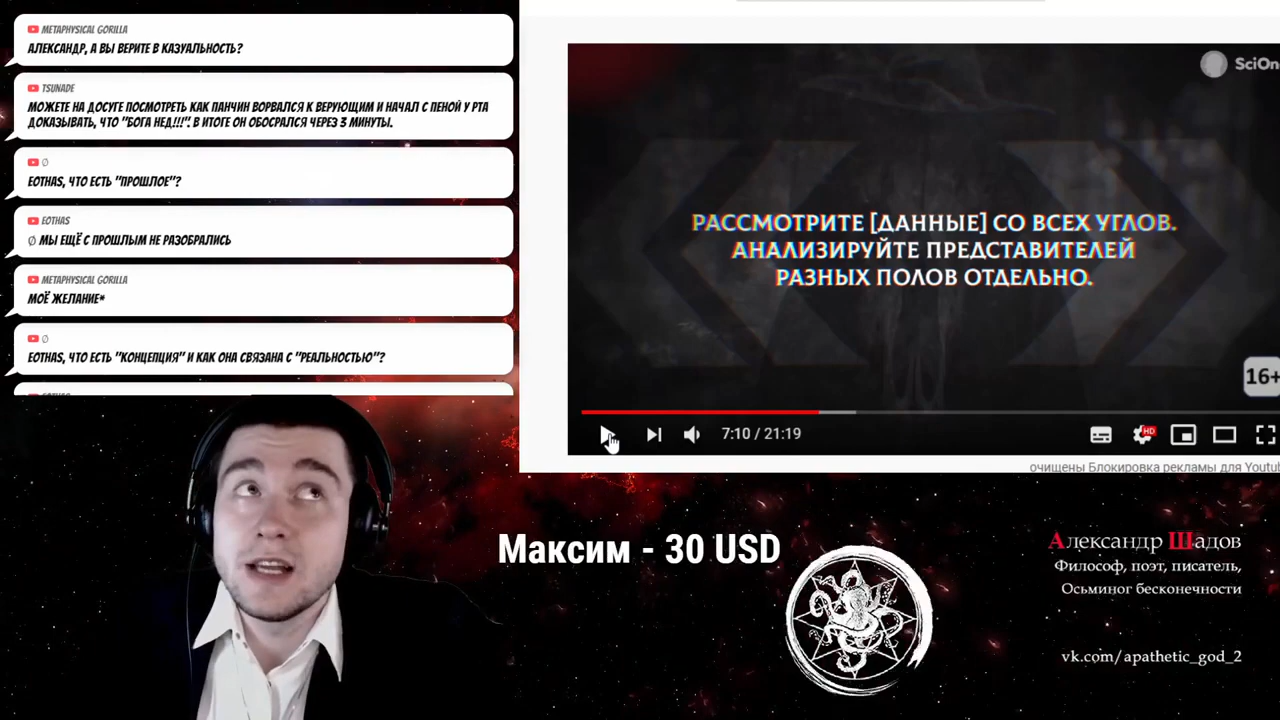 METAPHYSICAL GORILLA
АЛЕКСАНДР, А ВЫ ВЕРИТЕ В КАЗУАЛЬНОСТЬ?
TSUNADE
МОЖЕТЕ НА ДОСУГЕ ПОСМОТРЕТЬ КАК ПАНЧИН ВОРВАЛСЯ К ВЕРУЮЩИМ И НАЧАЛ С ПЕНОЙ У РТА
ДОКАЗЫВАТЬ, ЧТО "БОГА НЕД!!!". В ИТОГЕ ОН ОБОСРАЛСЯ ЧЕРЕЗ 3 МИНУТЫ.
Ø
EOTHAS, ЧТО ЕСТЬ "ПРОШЛОЕ"?
EOTHAS
Ø МЫ ЕЩЁ С ПРОШЛЫМ НЕ РАЗОБРАЛИСЬ
METAPHYSICAL GORILLA
МОЁ ЖЕЛАНИЕ*
Ø
EOTHAS, ЧТО ЕСТЬ "КОНЦЕПЦИЯ" И КАК ОНА СВЯЗАНА С "РЕАЛЬНОСТЬЮ"?
SciOn
РАССМОТРИТЕ [ДАННЫЕ] СО ВСЕХ УГЛОВ.
АНАЛИЗИРУЙТЕ ПРЕДСТАВИТЕЛЕЙ
РАЗНЫХ ПОЛОВ ОТДЕЛЬНО.
16+
7:10 / 21:19
HD
очищены Блокировка рекламы для Youtub
Максим - 30 USD
Александр Шадов
Философ, поэт, писатель,
Осьминог бесконечности
vk.com/apathetic_god_2